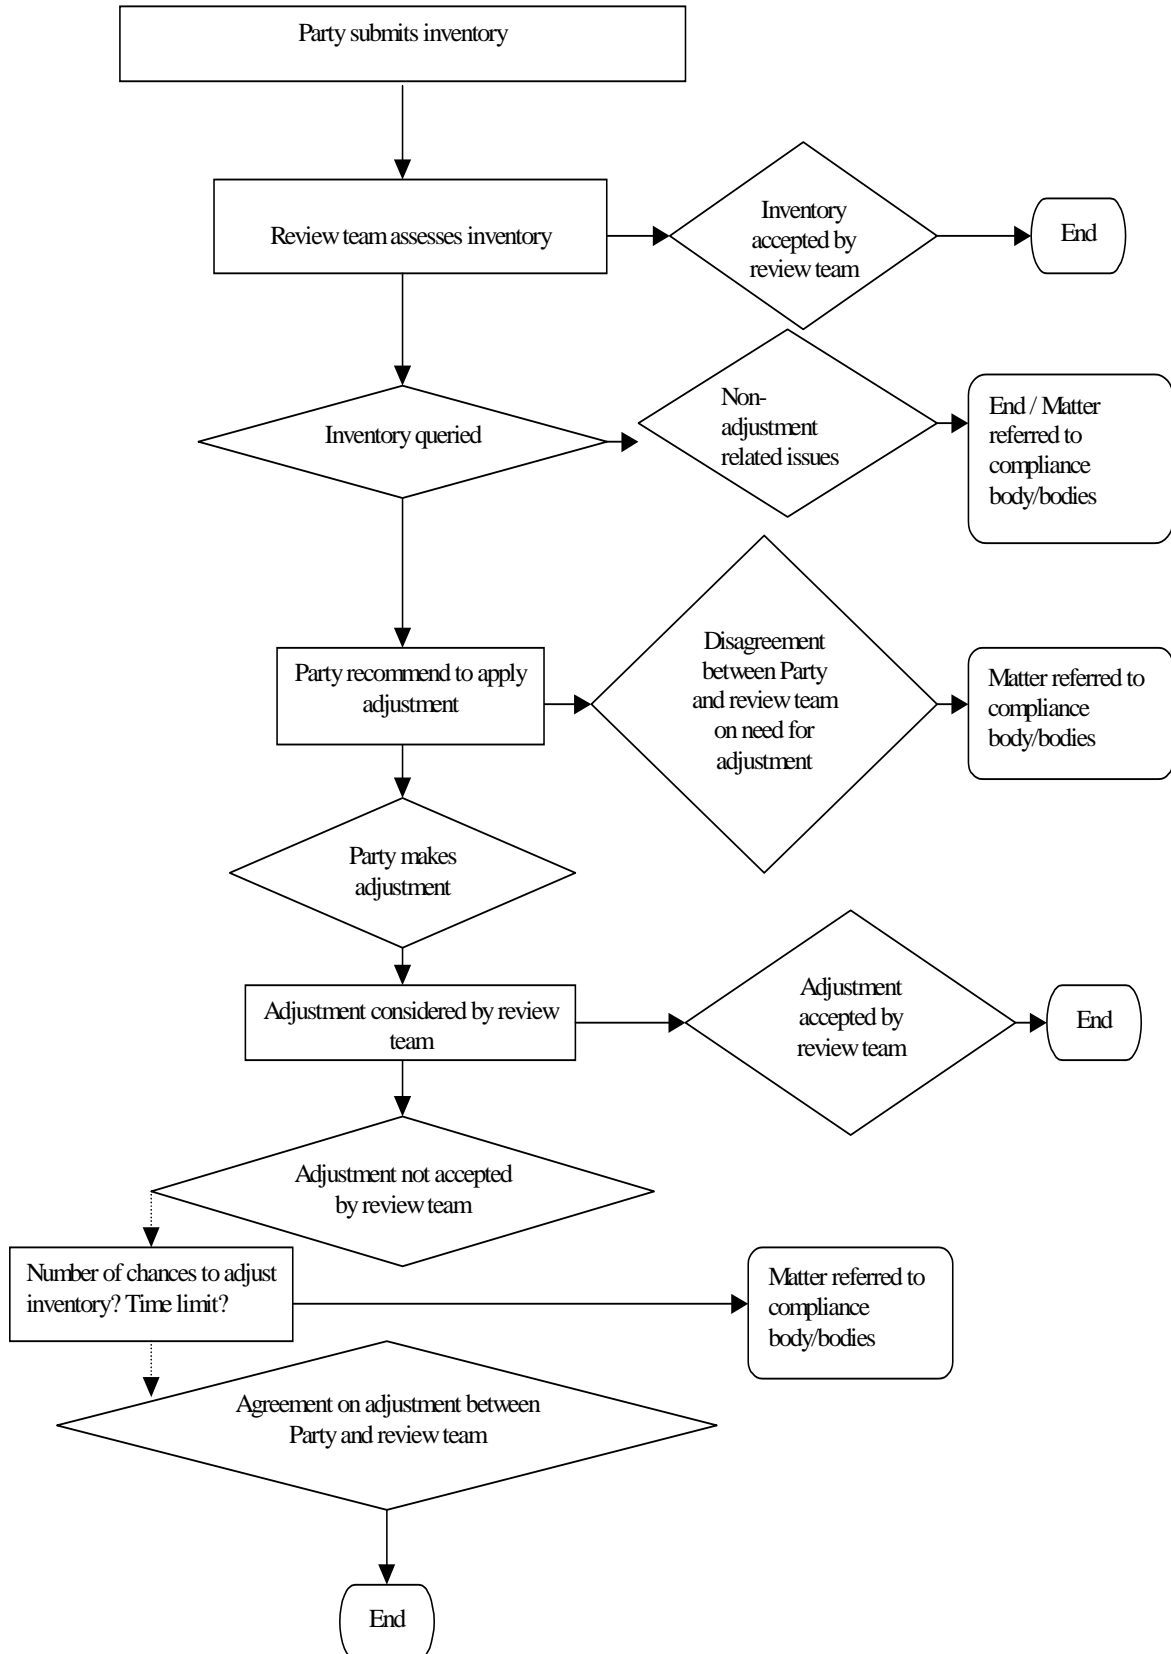 Party submits inventory
Review team assesses inventory
Inventory
accepted by
review team
End
Inventory queried
Non-
adjustment
related issues
End / Matter
referred to
compliance
body/bodies
Party recommend to apply
adjustment
Disagreement
between Party
and review team
on need for
adjustment
Matter referred to
compliance
body/bodies
Party makes
adjustment
Adjustment considered by review
team
Adjustment
accepted by
review team
End
Adjustment not accepted
by review team
Number of chances to adjust
inventory? Time limit?
Matter referred to
compliance
body/bodies
Agreement on adjustment between
Party and review team
End